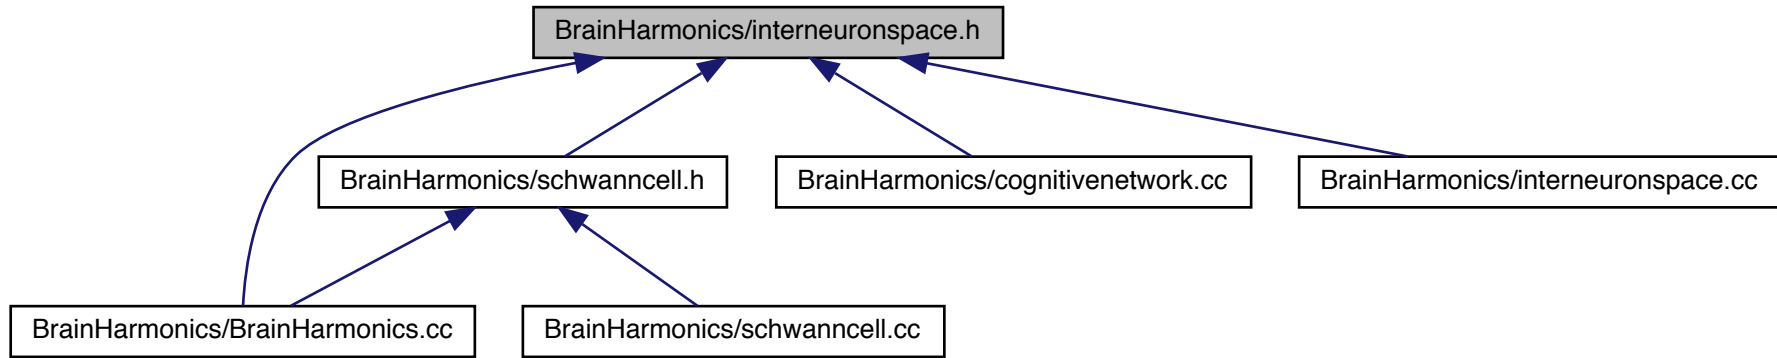 BrainHarmonics/interneuronspace.h
BrainHarmonics/schwanncell.h
BrainHarmonics/cognitivenetwork.cc
BrainHarmonics/interneuronspace.cc
BrainHarmonics/BrainHarmonics.cc
BrainHarmonics/schwanncell.cc